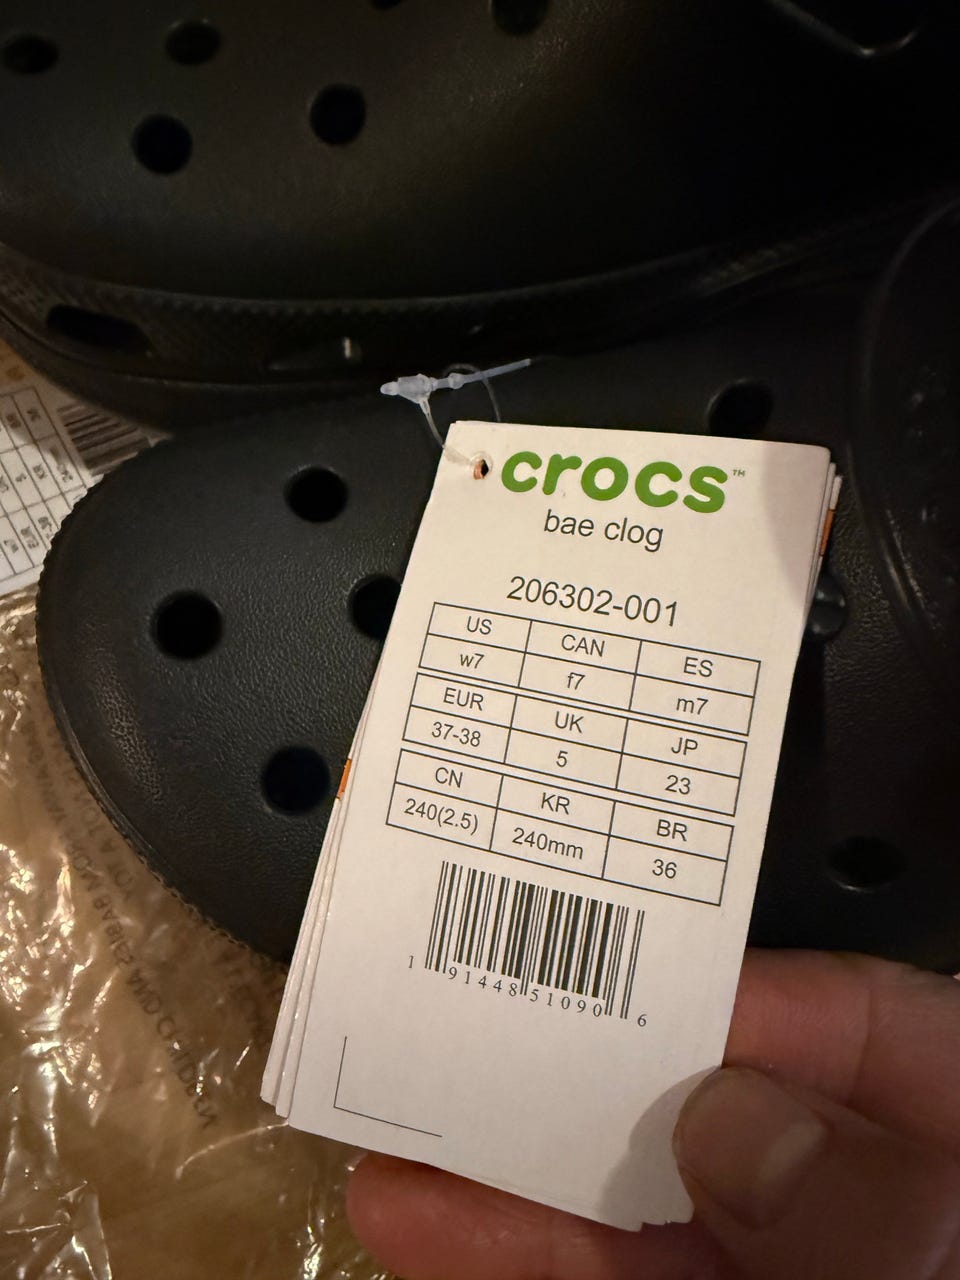 crocs™
bae clog
206302-001
US CAN ES
w7 f7 m7
EUR UK JP
37-38 5 23
CN KR BR
240(2.5) 240mm 36
1 91448 51090 6